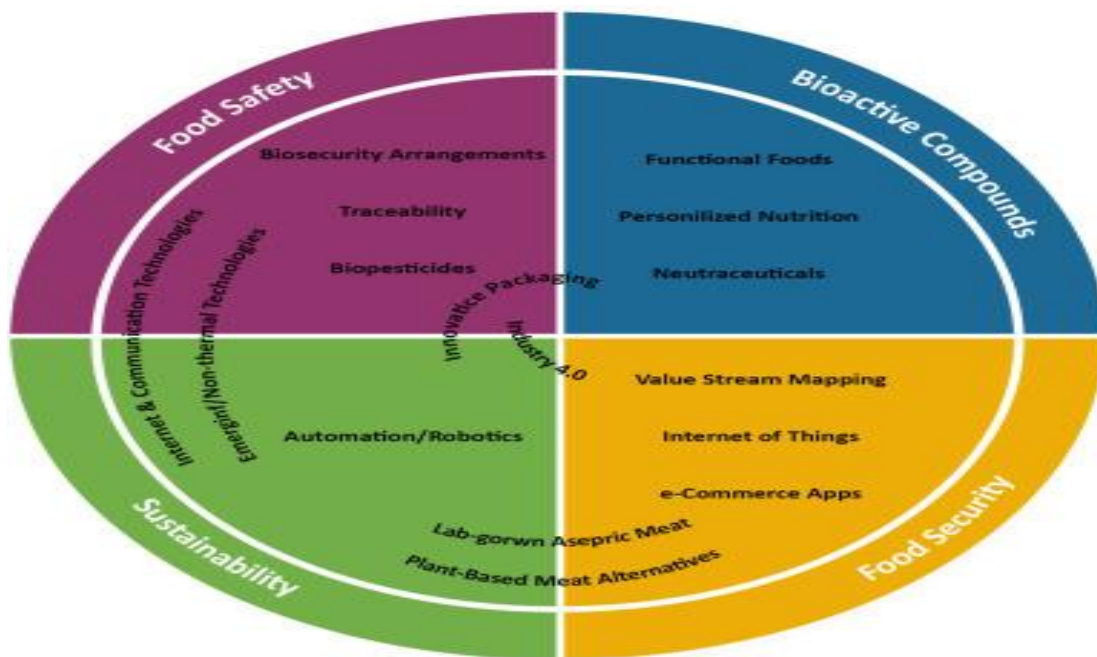 Food Safety
Bioactive Compounds
Biosecurity Arrangements
Functional Foods
Traceability
Personilized Nutrition
Biopesticides
Neutraceuticals
Internet & Communication Technologies
Emergirf/Non-thermal Technologies
Innovatice Packaging
Industry 4.0
Value Stream Mapping
Automation/Robotics
Internet of Things
e-Commerce Apps
Lab-gorwn Asepric Meat
Plant-Based Meat Alternatives
Sustainability
Food Security